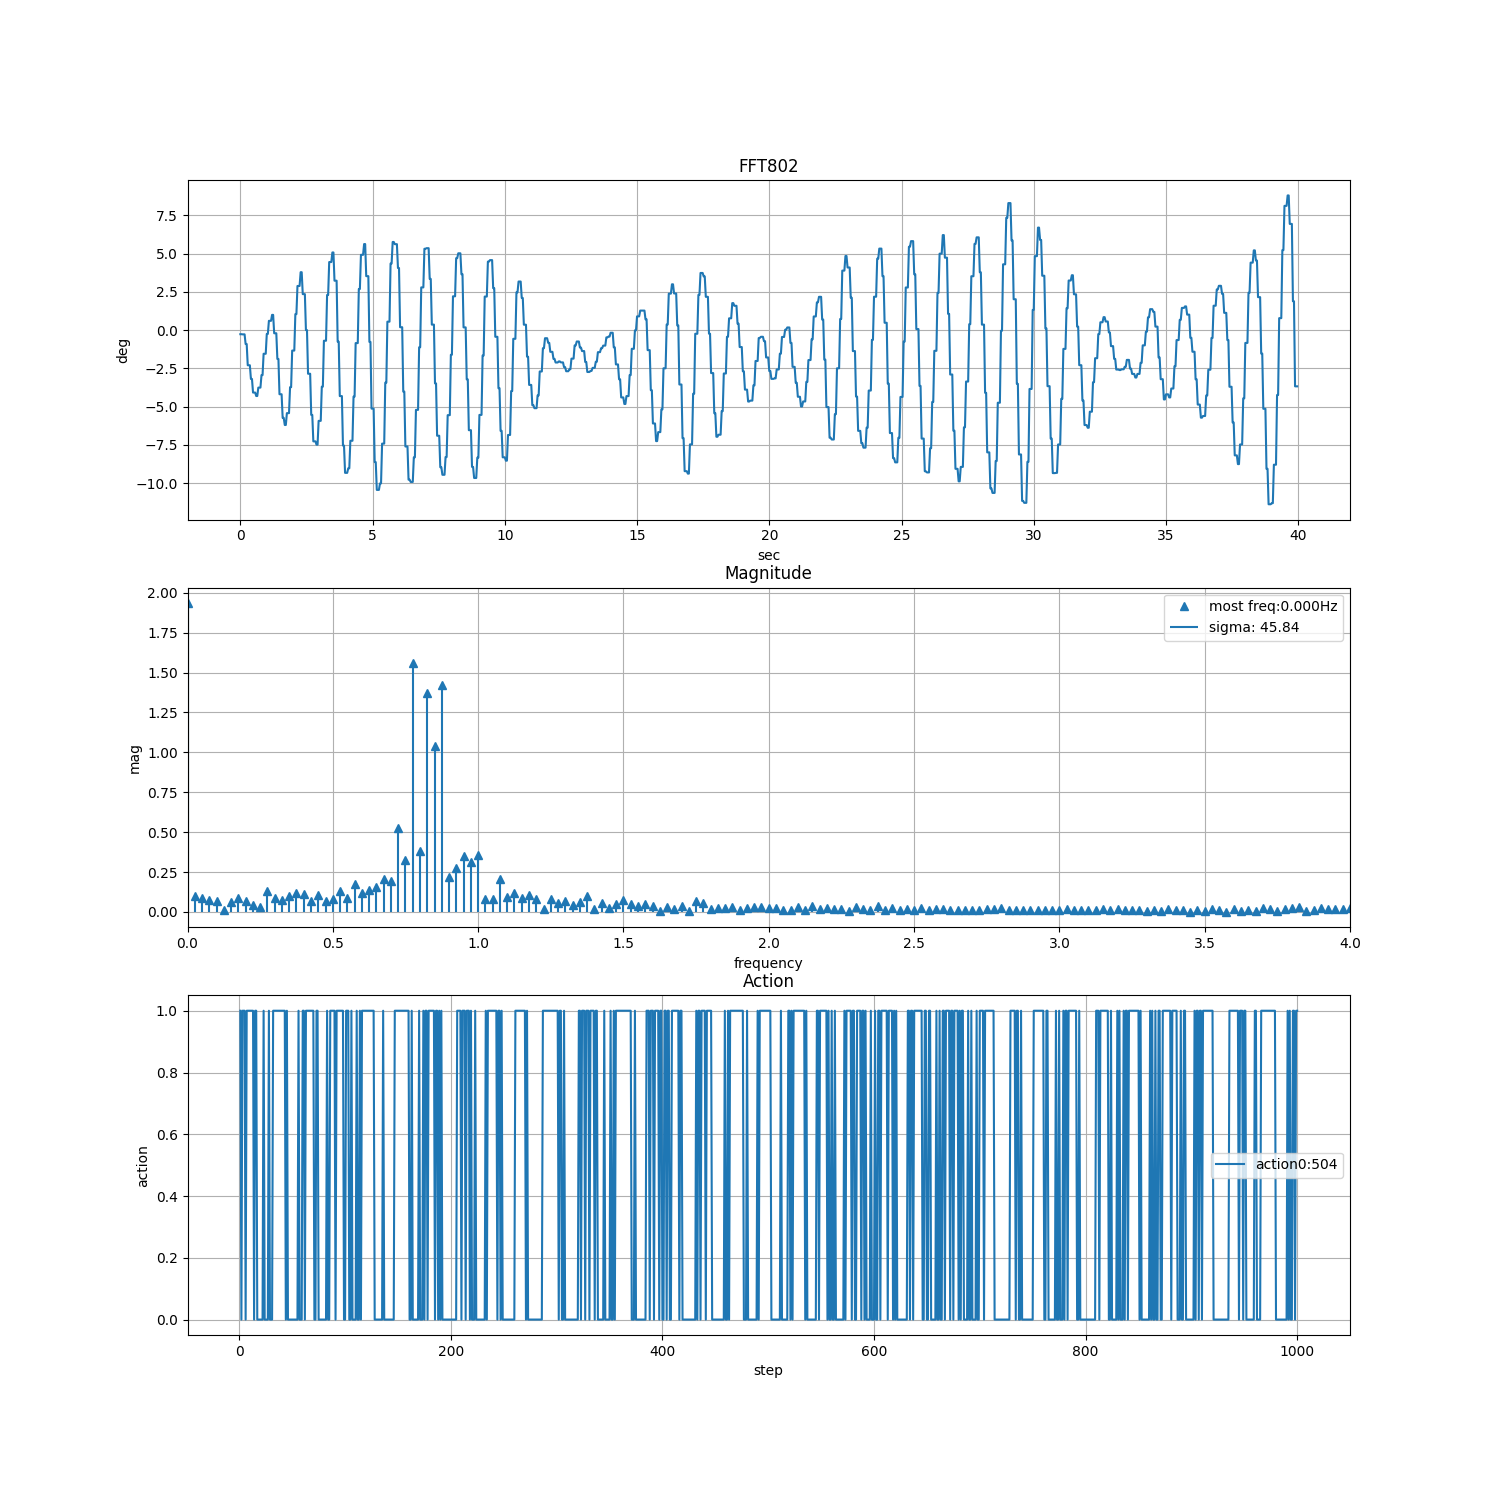 FFT802
7.5
5.0
2.5
0.0
−2.5
−5.0
−7.5
−10.0
deg
0 5 10 15 20 25 30 35 40
sec
Magnitude
2.00
1.75
1.50
1.25
1.00
0.75
0.50
0.25
0.00
mag
most freq:0.000Hz
sigma: 45.84
0.0 0.5 1.0 1.5 2.0 2.5 3.0 3.5 4.0
frequency
Action
1.0
0.8
0.6
0.4
0.2
0.0
action
action0:504
0 200 400 600 800 1000
step